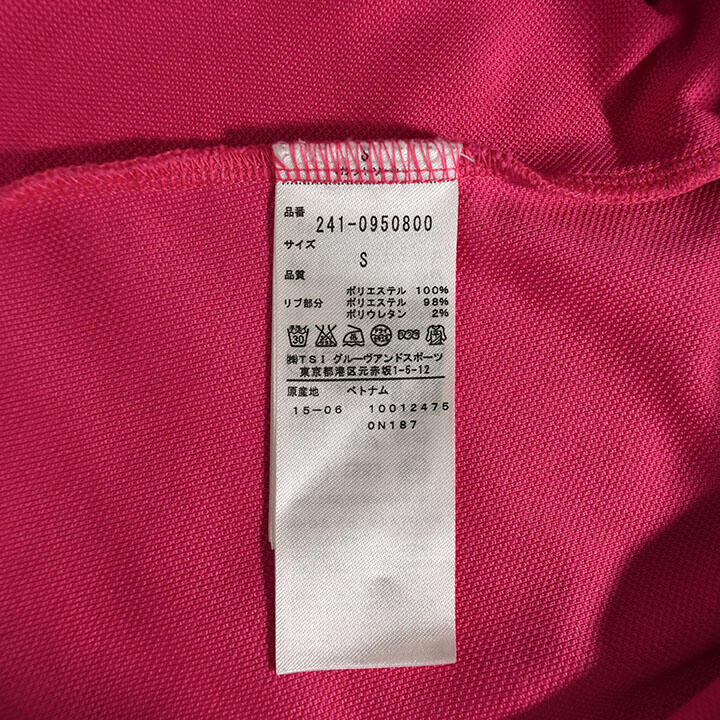 品番
241-0950800
サイズ
S
品質
ポリエステル 100%
リブ部分 ポリエステル 98%
ポリウレタン 2%
30
㈱TSI グルーヴアンドスポーツ
東京都港区元赤坂1-5-12
原産地 ベトナム
15-06 10012475
0N187